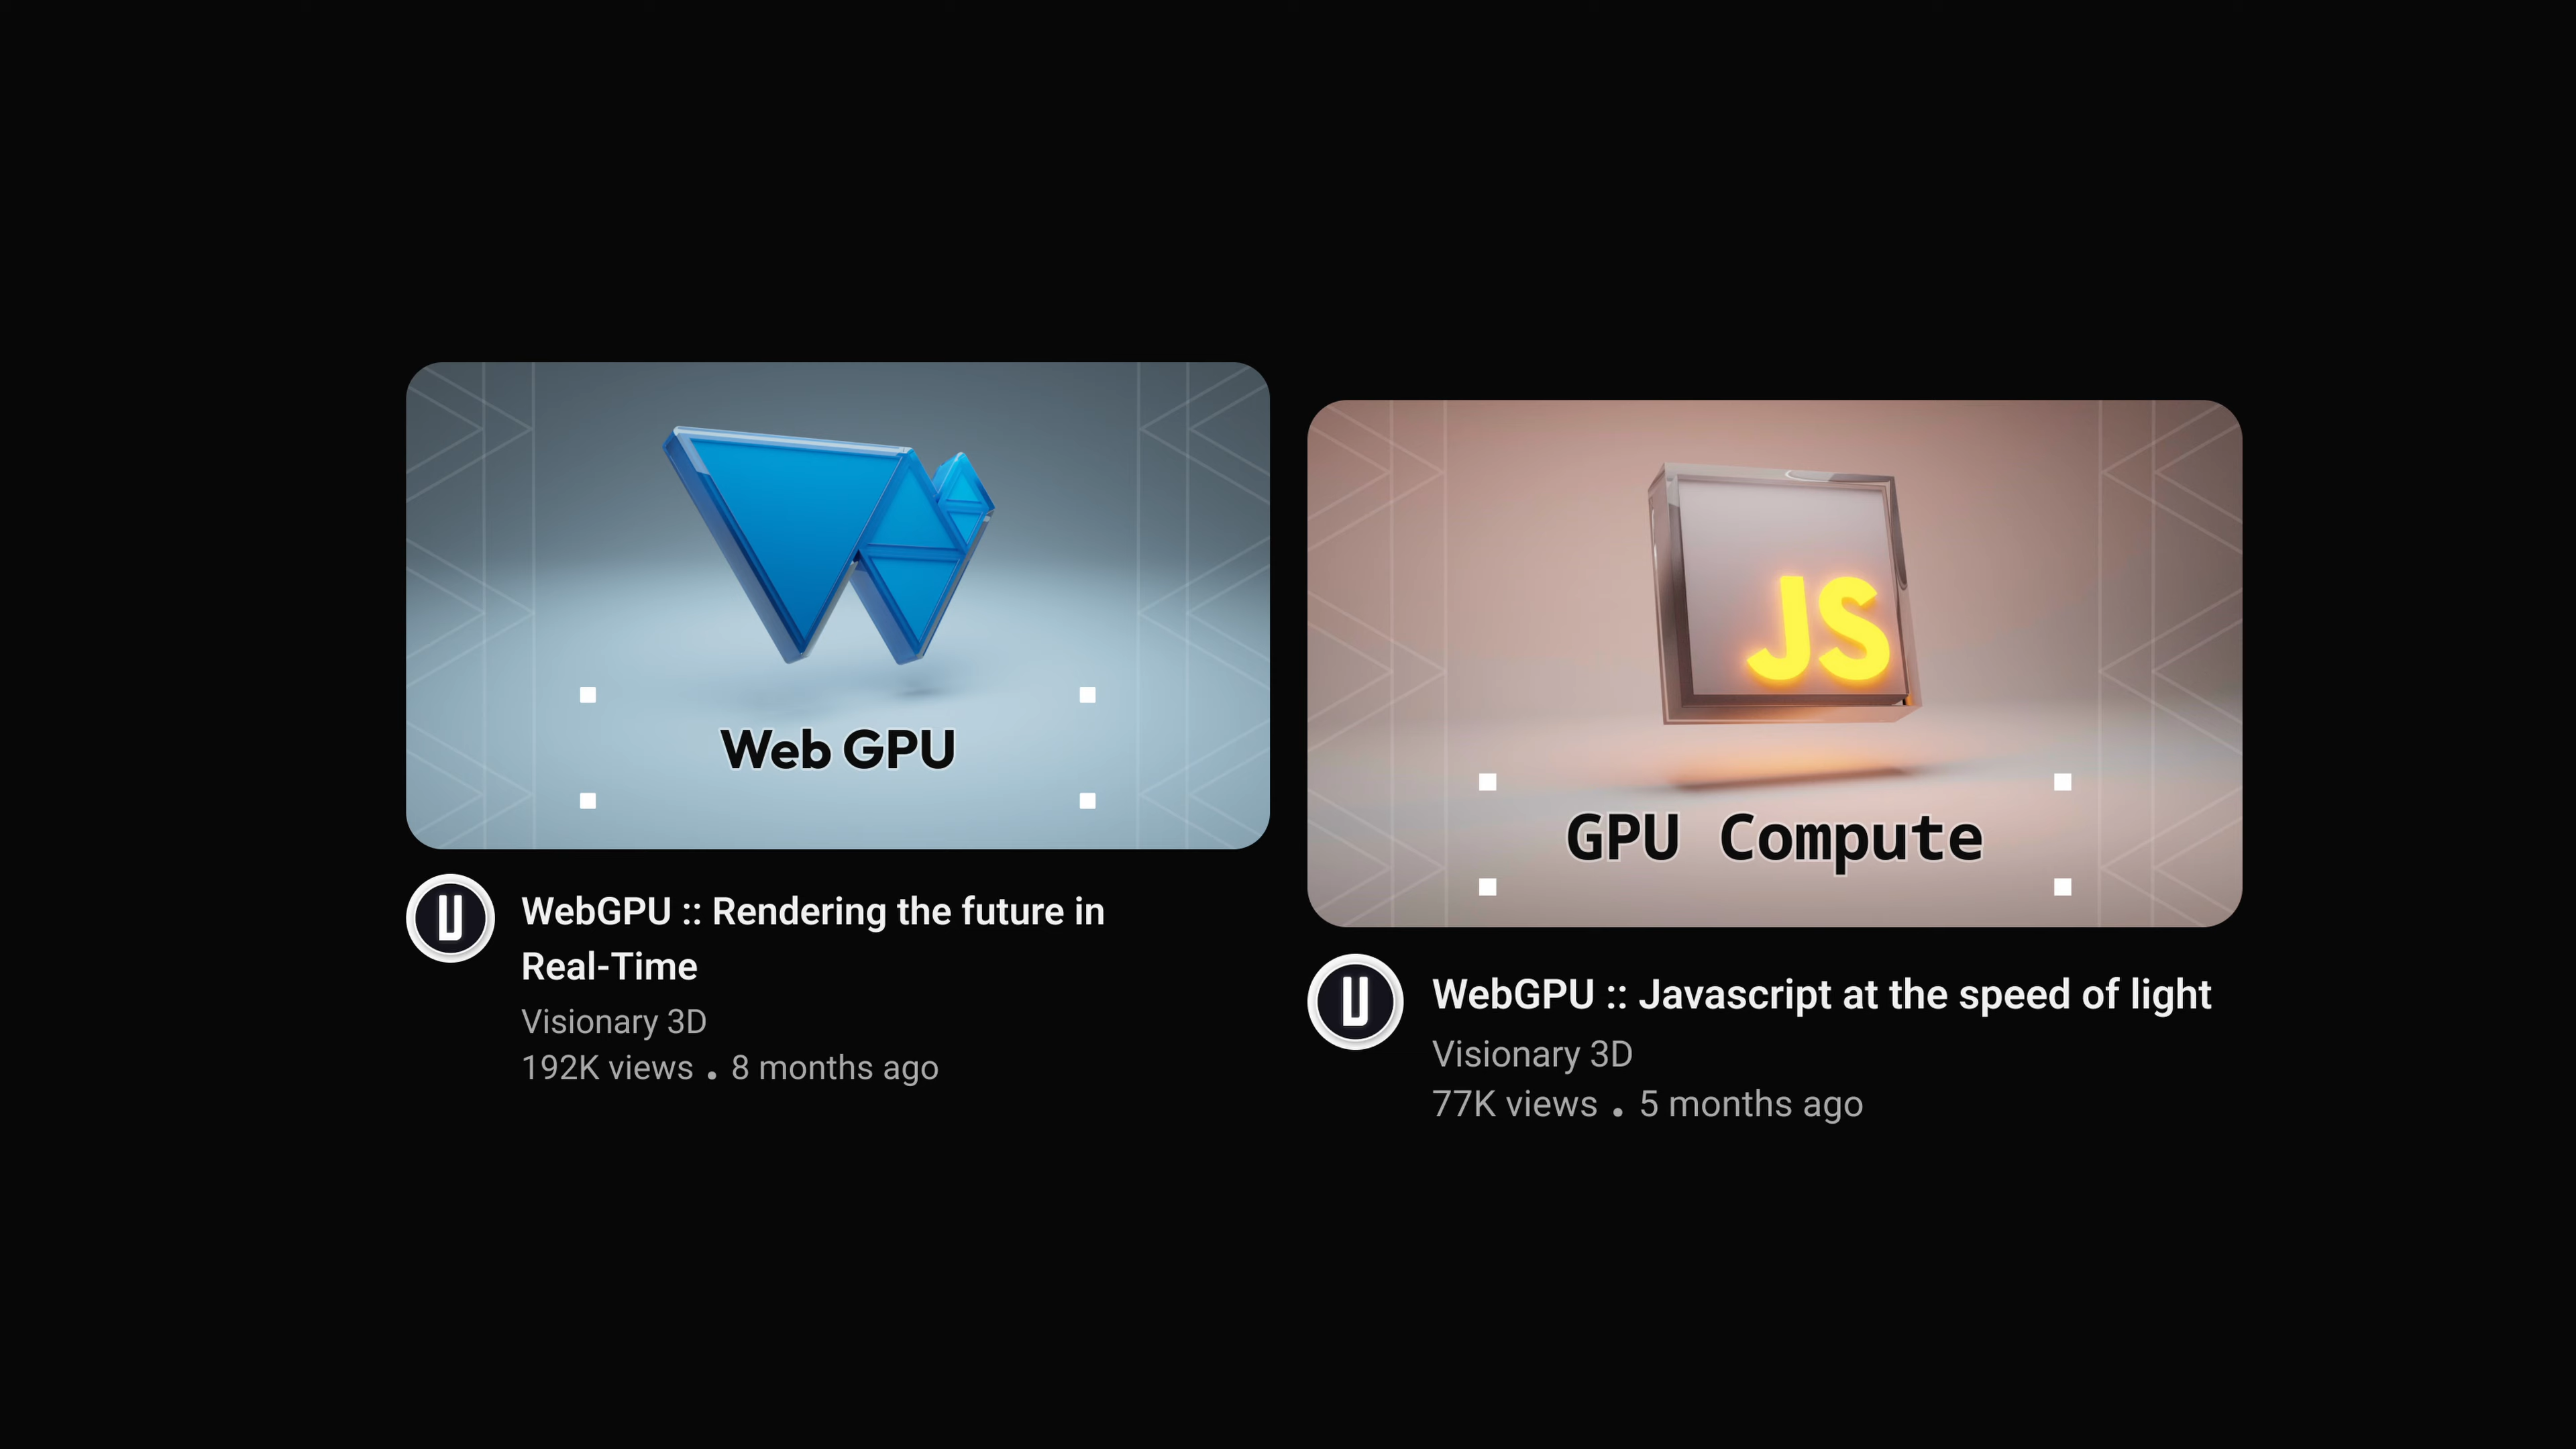 Web GPU
WebGPU :: Rendering the future in
Real-Time
Visionary 3D
192K views . 8 months ago
JS
GPU Compute
WebGPU :: Javascript at the speed of light
Visionary 3D
77K views . 5 months ago